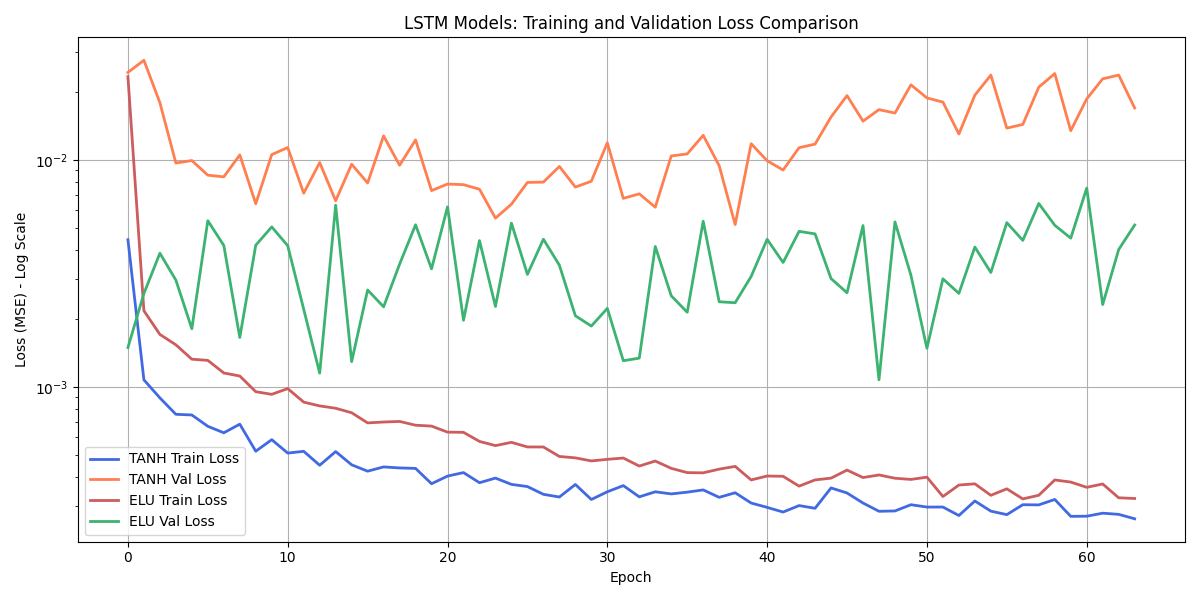 LSTM Models: Training and Validation Loss Comparison
Loss (MSE) - Log Scale
10⁻²
10⁻³
TANH Train Loss
TANH Val Loss
ELU Train Loss
ELU Val Loss
0 10 20 30 40 50 60
Epoch